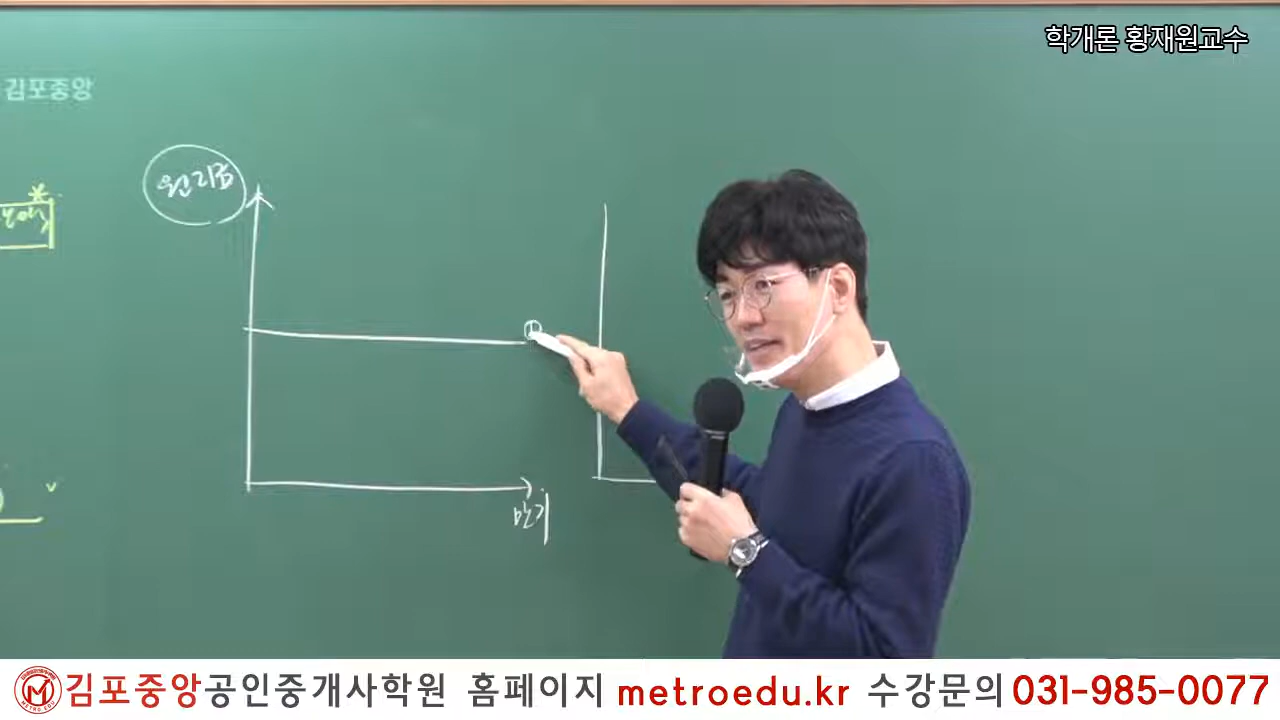 학개론 황재원교수
김포중앙
원리금
만기
METRO EDU
김포중앙공인중개사학원 홈페이지 metroedu.kr 수강문의 031-985-0077